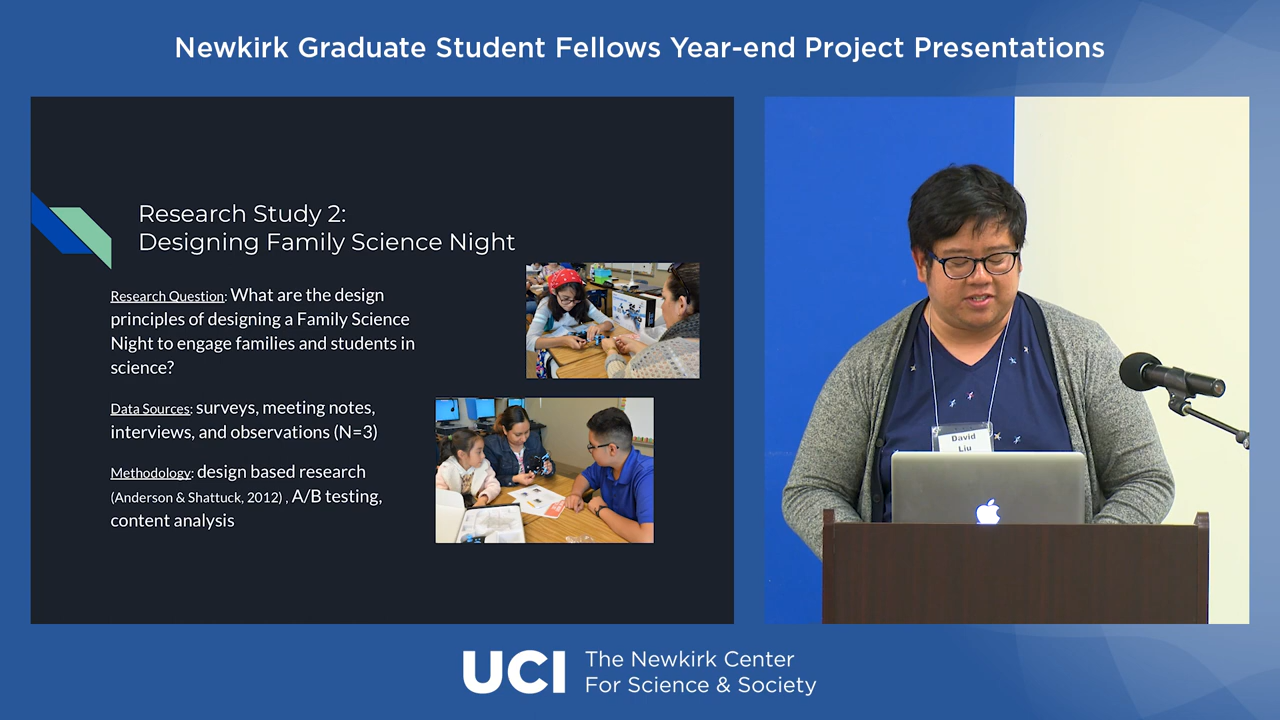 Newkirk Graduate Student Fellows Year-end Project Presentations
Research Study 2:
Designing Family Science Night
Research Question: What are the design
principles of designing a Family Science
Night to engage families and students in
science?
Data Sources: surveys, meeting notes,
interviews, and observations (N=3)
Methodology: design based research
(Anderson & Shattuck, 2012) , A/B testing,
content analysis
David
Liu
UCI
The Newkirk Center
For Science & Society